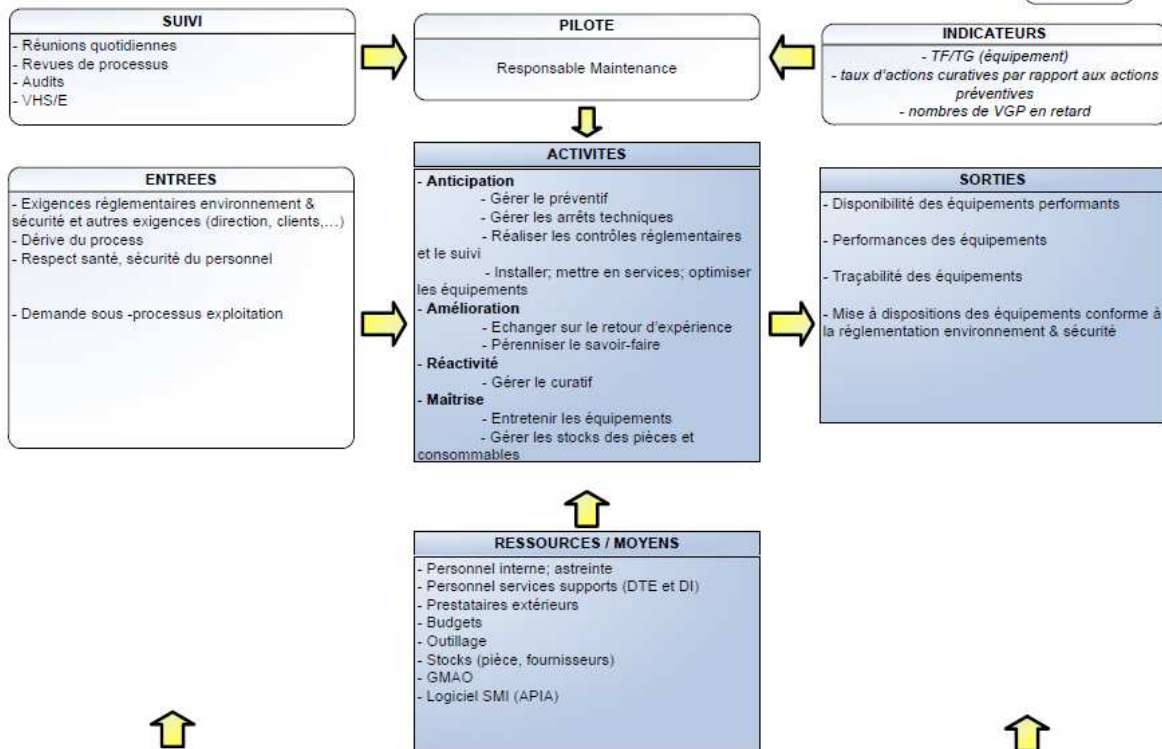 SUIVI
- Réunions quotidiennes
- Revues de processus
- Audits
- VHS/E
PILOTE
Responsable Maintenance
INDICATEURS
- TF/TG (équipement)
- taux d'actions curatives par rapport aux actions
préventives
- nombres de VGP en retard
ENTREES
- Exigences réglementaires environnement &
sécurité et autres exigences (direction, clients,...)
- Dérive du process
- Respect santé, sécurité du personnel
- Demande sous -processus exploitation
ACTIVITES
- Anticipation
- Gérer le préventif
- Gérer les arrêts techniques
- Réaliser les contrôles réglementaires
et le suivi
- Installer; mettre en services; optimiser
les équipements
- Amélioration
- Echanger sur le retour d'expérience
- Pérenniser le savoir-faire
- Réactivité
- Gérer le curatif
- Maîtrise
- Entretenir les équipements
- Gérer les stocks des pièces et
consommables
SORTIES
- Disponibilité des équipements performants
- Performances des équipements
- Traçabilité des équipements
- Mise à dispositions des équipements conforme à
la réglementation environnement & sécurité
RESSOURCES / MOYENS
- Personnel interne; astreinte
- Personnel services supports (DTE et DI)
- Prestataires extérieurs
- Budgets
- Outillage
- Stocks (pièce, fournisseurs)
- GMAO
- Logiciel SMI (APIA)